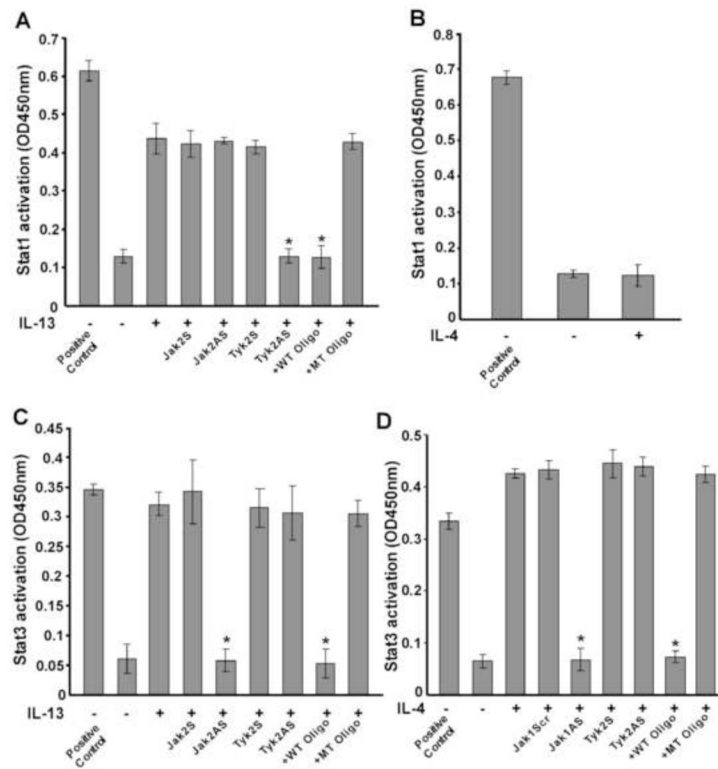 A
Stat1 activation (OD450nm)
0.7
0.6
0.5
0.4
0.3
0.2
0.1
0
IL-13 - - + + + + + + +
Positive Control
Jak2S
Jak2AS
Tyk2S
Tyk2AS
+WT Oligo
+MT Oligo
* *
B
Stat1 activation (OD450nm)
0.8
0.7
0.6
0.5
0.4
0.3
0.2
0.1
0
IL-4 - - +
Positive Control
C
Stat3 activation (OD450nm)
0.45
0.4
0.35
0.3
0.25
0.2
0.15
0.1
0.05
0
IL-13 - - + + + + + + +
Positive Control
Jak2S
Jak2AS
Tyk2S
Tyk2AS
+WT Oligo
+MT Oligo
* *
D
Stat3 activation (OD450nm)
0.5
0.4
0.3
0.2
0.1
0
IL-4 - - + + + + + + +
Positive Control
Jak1Scr
Jak1AS
Tyk2S
Tyk2AS
+WT Oligo
+MT Oligo
* *